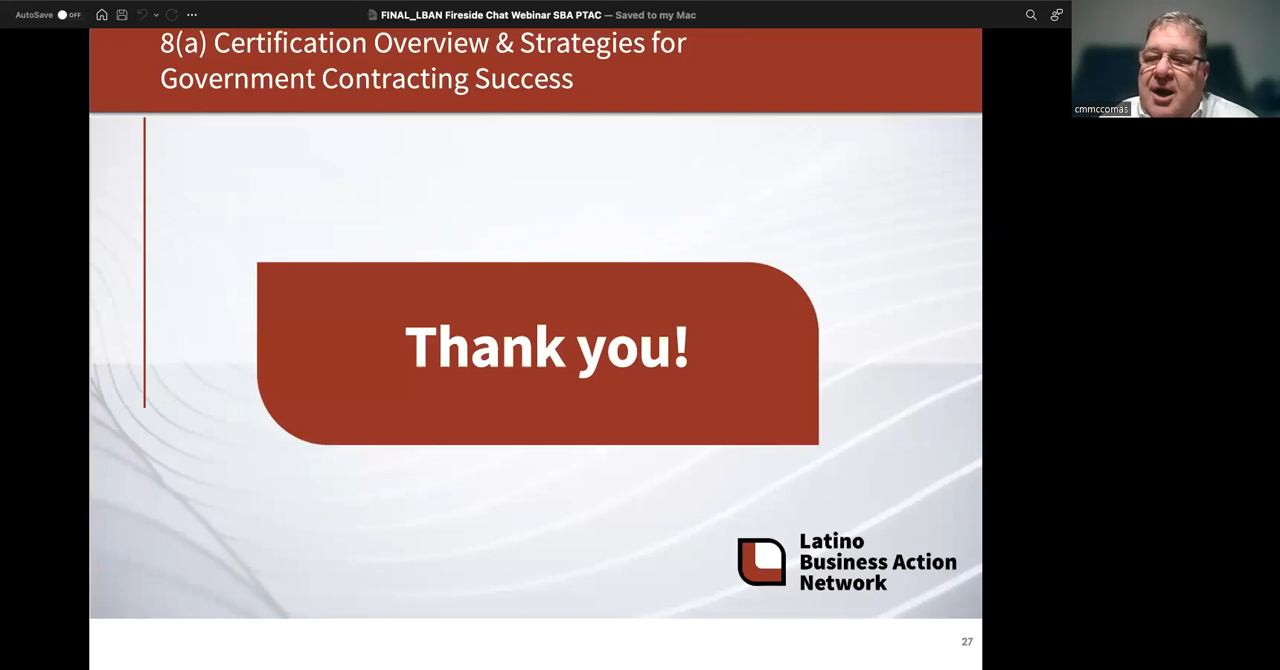 AutoSave OFF
FINAL_LBAN Fireside Chat Webinar SBA PTAC — Saved to my Mac
cmmccomas
8(a) Certification Overview & Strategies for
Government Contracting Success
Thank you!
Latino
Business Action
Network
27